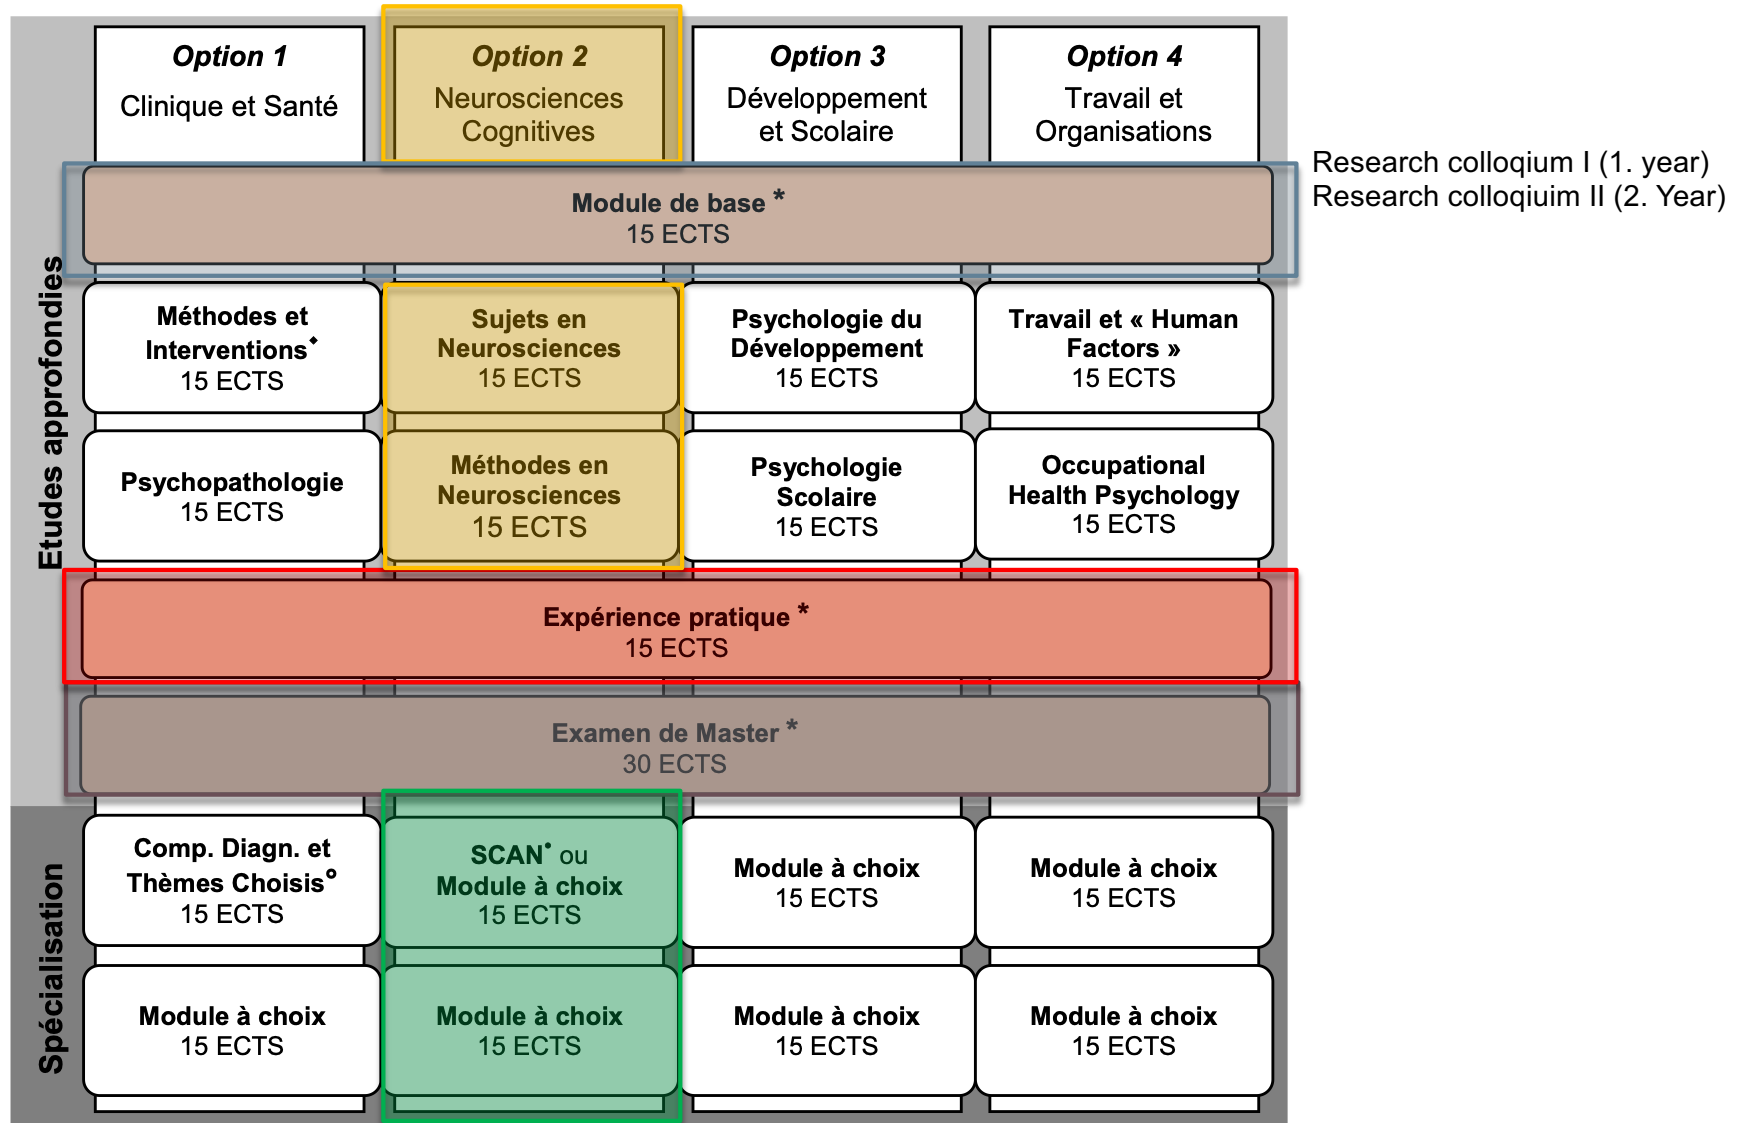 Option 1
Clinique et Santé
Option 2
Neurosciences
Cognitives
Option 3
Développement
et Scolaire
Option 4
Travail et
Organisations
Research colloqium I (1. year)
Research colloqiuim II (2. Year)
Etudes approfondies
Module de base *
15 ECTS
Méthodes et
Interventions◆
15 ECTS
Sujets en
Neurosciences
15 ECTS
Psychologie du
Développement
15 ECTS
Travail et « Human
Factors »
15 ECTS
Psychopathologie
15 ECTS
Méthodes en
Neurosciences
15 ECTS
Psychologie
Scolaire
15 ECTS
Occupational
Health Psychology
15 ECTS
Expérience pratique *
15 ECTS
Examen de Master *
30 ECTS
Spécialisation
Comp. Diagn. et
Thèmes Choisis°
15 ECTS
SCAN• ou
Module à choix
15 ECTS
Module à choix
15 ECTS
Module à choix
15 ECTS
Module à choix
15 ECTS
Module à choix
15 ECTS
Module à choix
15 ECTS
Module à choix
15 ECTS